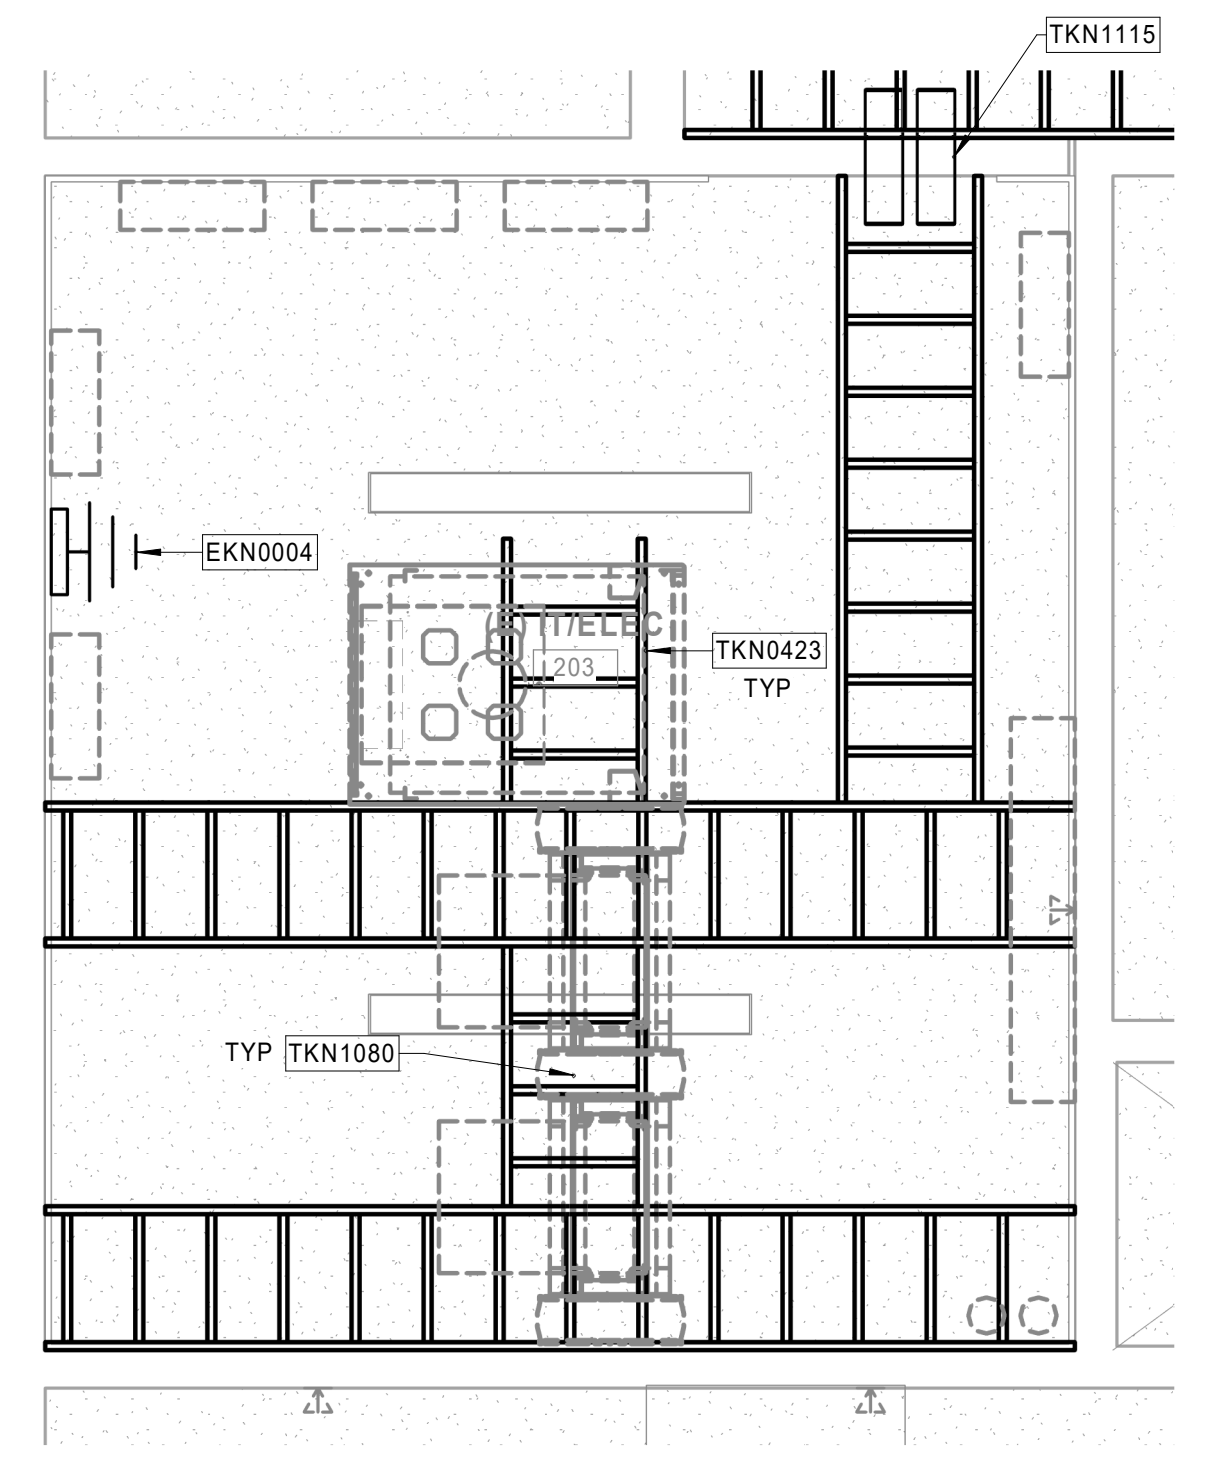 TKN1115
EKN0004
(E) IT/ELEC
203
TKN0423
TYP
TYP TKN1080